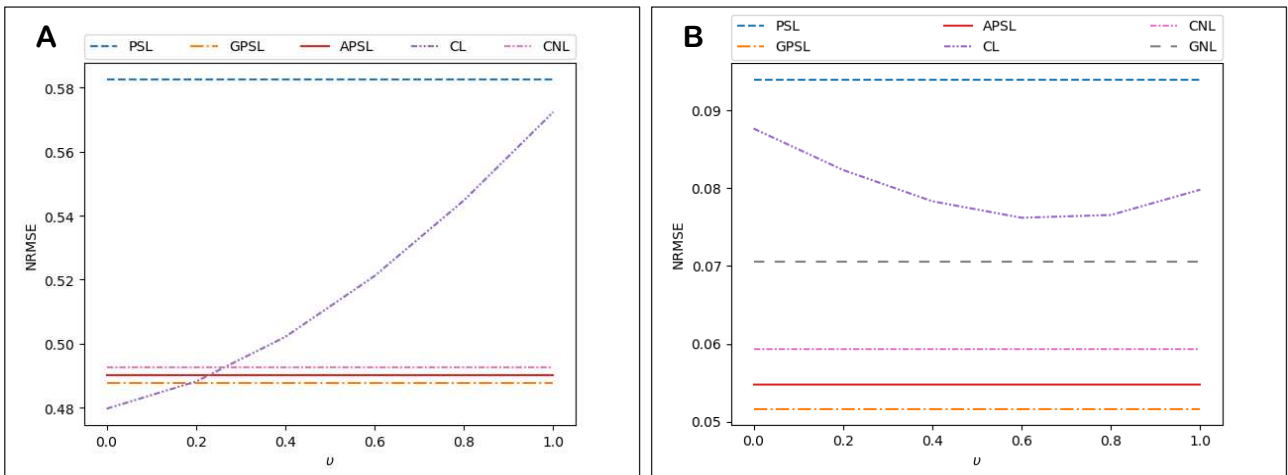 A
PSL GPSL APSL CL CNL
0.58
0.56
0.54
0.52
0.50
0.48
NRMSE
0.0 0.2 0.4 0.6 0.8 1.0
υ
B
PSL APSL CNL
GPSL CL GNL
0.09
0.08
0.07
0.06
0.05
NRMSE
0.0 0.2 0.4 0.6 0.8 1.0
υ